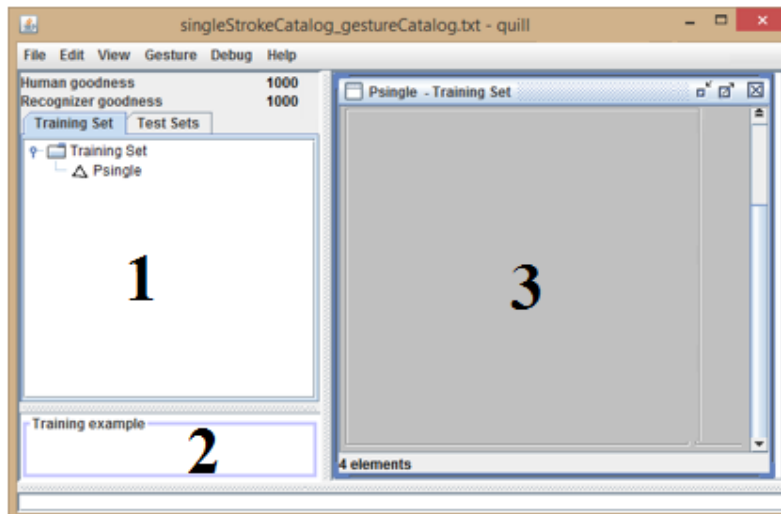 singleStrokeCatalog_gestureCatalog.txt - quill
File Edit View Gesture Debug Help
Human goodness 1000
Recognizer goodness 1000
Training Set Test Sets
Training Set
Psingle
1
Training example
2
Psingle - Training Set
3
4 elements